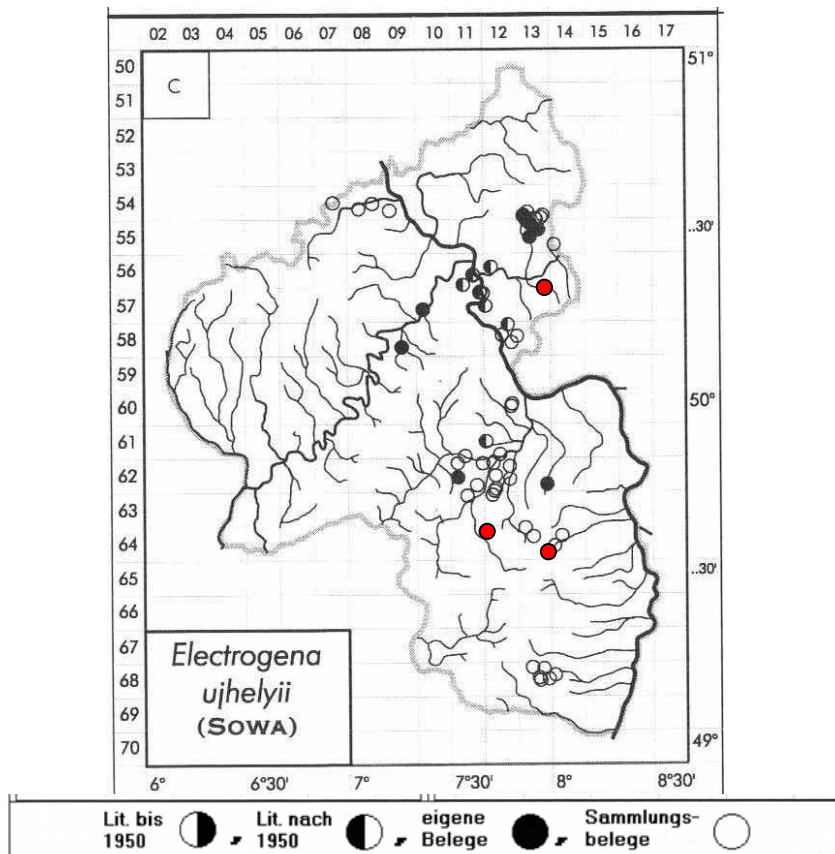 02 03 04 05 06 07 08 09 10 11 12 13 14 15 16 17
50
51
52
53
54
55
56
57
58
59
60
61
62
63
64
65
66
67
68
69
70
C
51°
..30'
50°
..30'
49°
Electrogena
ujhelyii
(SOWA)
6° 6°30' 7° 7°30' 8° 8°30'
Lit. bis
1950
, Lit. nach
1950
, eigene
Belege
, Sammlungs-
belege